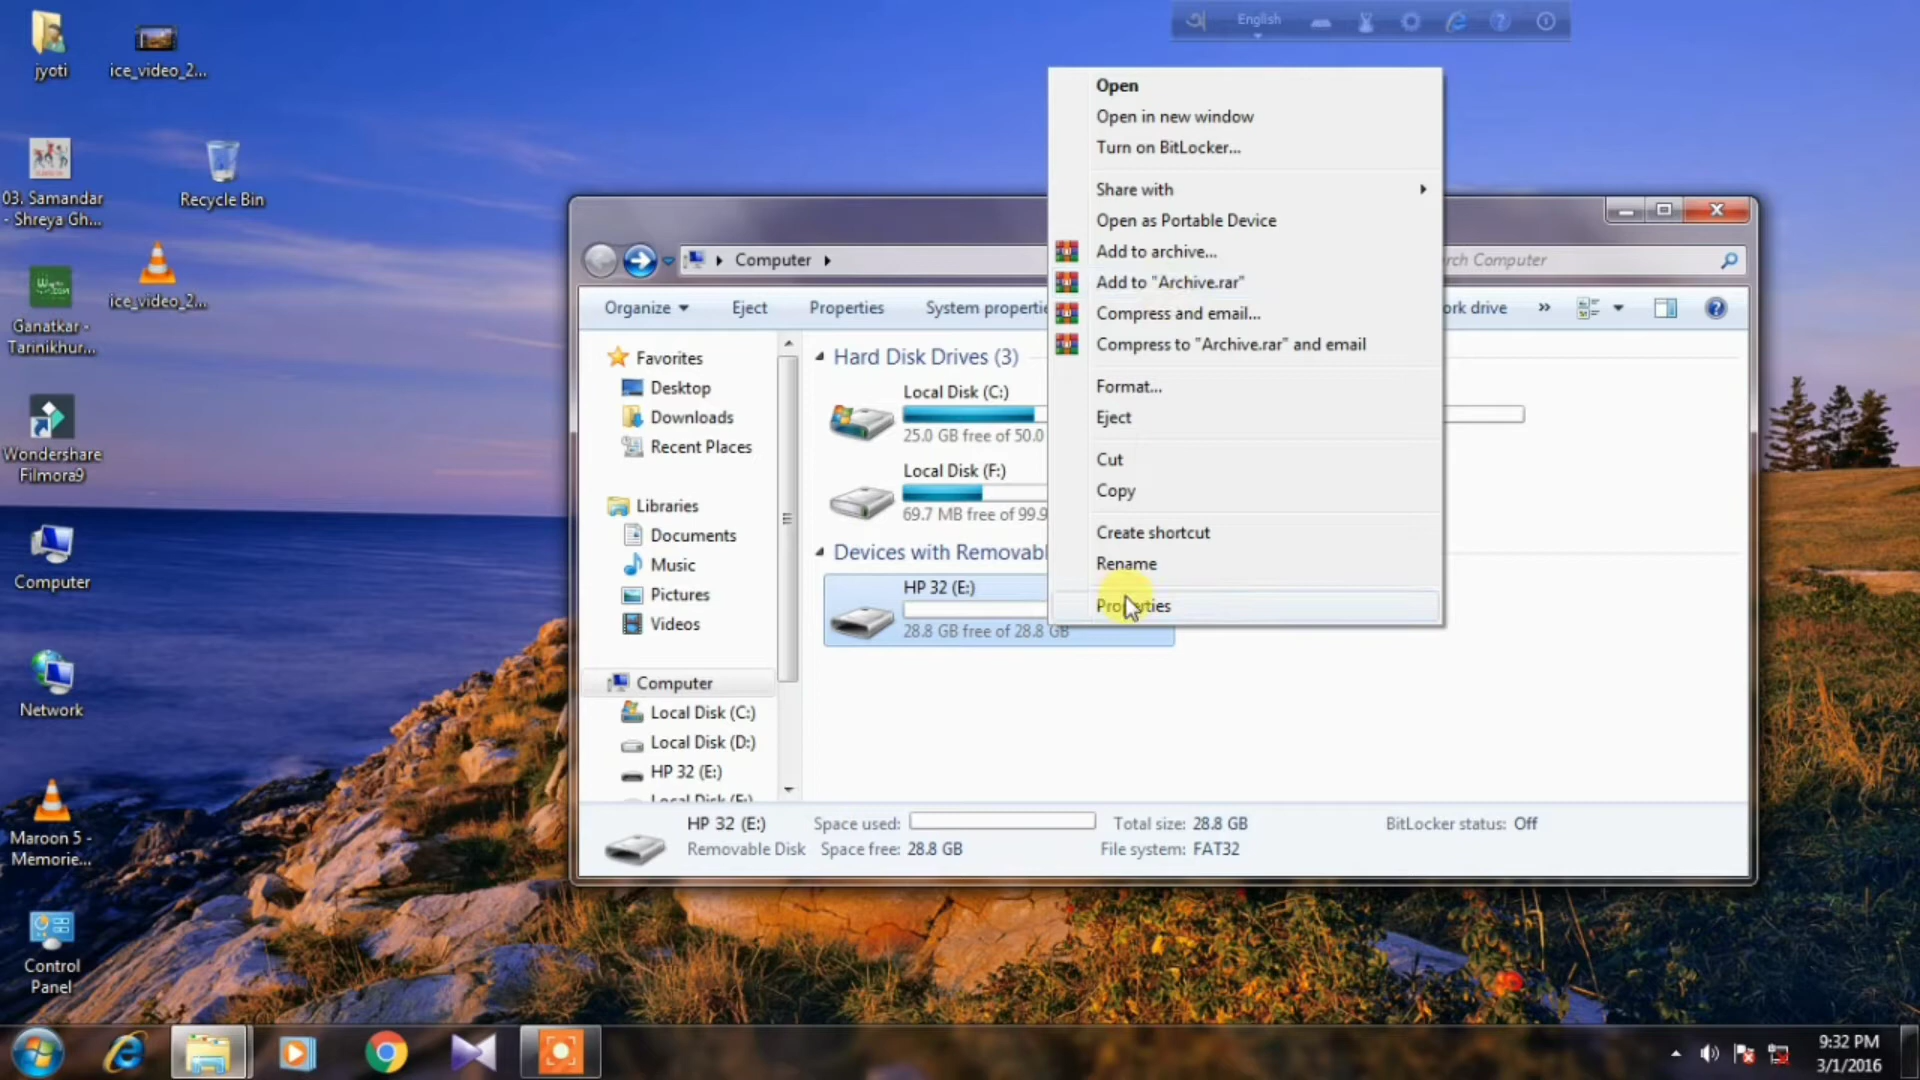 English
jyoti
ice_video_2...
03. Samandar
- Shreya Gh...
Recycle Bin
Ganatkar -
Tarinikhur...
ice_video_2...
Wondershare
Filmora9
Computer
Network
Maroon 5 -
Memorie...
Control
Panel
Open
Open in new window
Turn on BitLocker...
Share with
Open as Portable Device
Add to archive...
Add to "Archive.rar"
Compress and email...
Compress to "Archive.rar" and email
Format...
Eject
Cut
Copy
Create shortcut
Rename
Properties
Computer
rch Computer
Organize
Eject
Properties
System propertie
ork drive
»
Favorites
Desktop
Downloads
Recent Places
Libraries
Documents
Music
Pictures
Videos
Computer
Local Disk (C:)
Local Disk (D:)
HP 32 (E:)
Local Disk (F:)
Hard Disk Drives (3)
Local Disk (C:)
25.0 GB free of 50.0
Local Disk (F:)
69.7 MB free of 99.9
Devices with Removabl
HP 32 (E:)
28.8 GB free of 28.8 GB
HP 32 (E:)
Removable Disk
Space used:
Space free: 28.8 GB
Total size: 28.8 GB
File system: FAT32
BitLocker status: Off
9:32 PM
3/1/2016